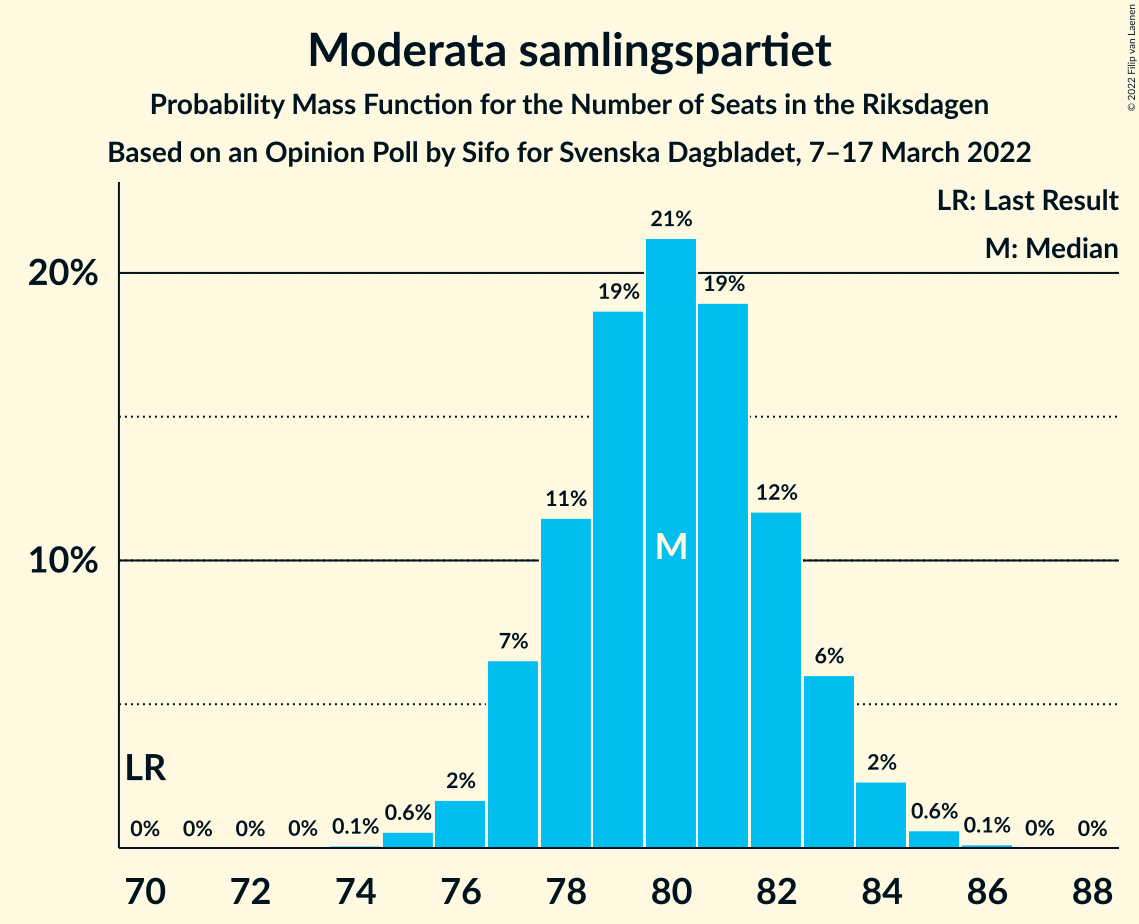 Moderata samlingspartiet
Probability Mass Function for the Number of Seats in the Riksdagen
Based on an Opinion Poll by Sifo for Svenska Dagbladet, 7–17 March 2022
© 2022 Filip van Laenen
LR: Last Result
M: Median
20%
10%
LR
0%
0%
0%
0%
0.1%
0.6%
2%
7%
11%
19%
21%
19%
12%
6%
2%
0.6%
0.1%
0%
0%
M
70 72 74 76 78 80 82 84 86 88